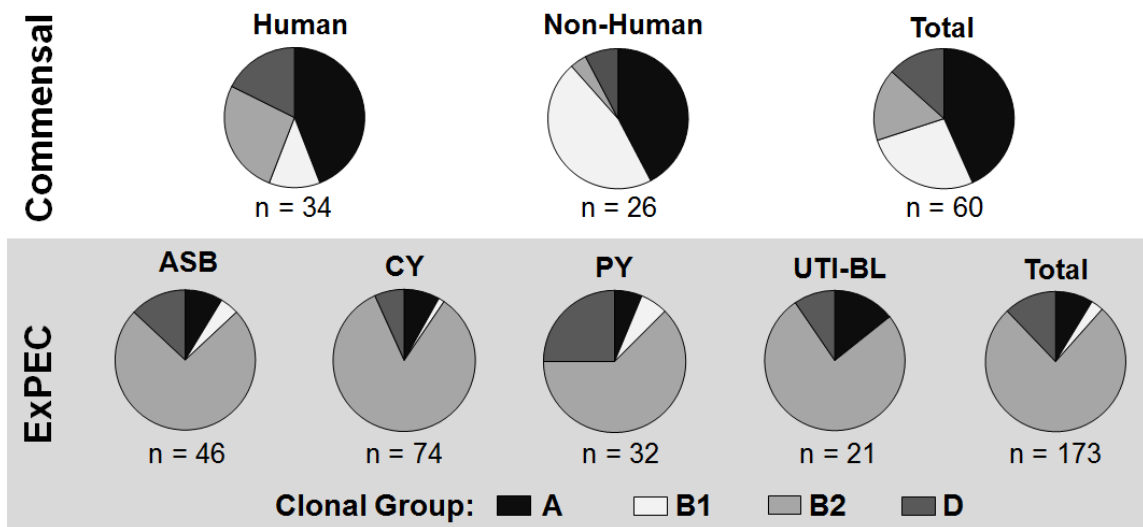 Commensal
Human
Non-Human
Total
n = 34
n = 26
n = 60
ExPEC
ASB
CY
PY
UTI-BL
Total
n = 46
n = 74
n = 32
n = 21
n = 173
Clonal Group: A B1 B2 D